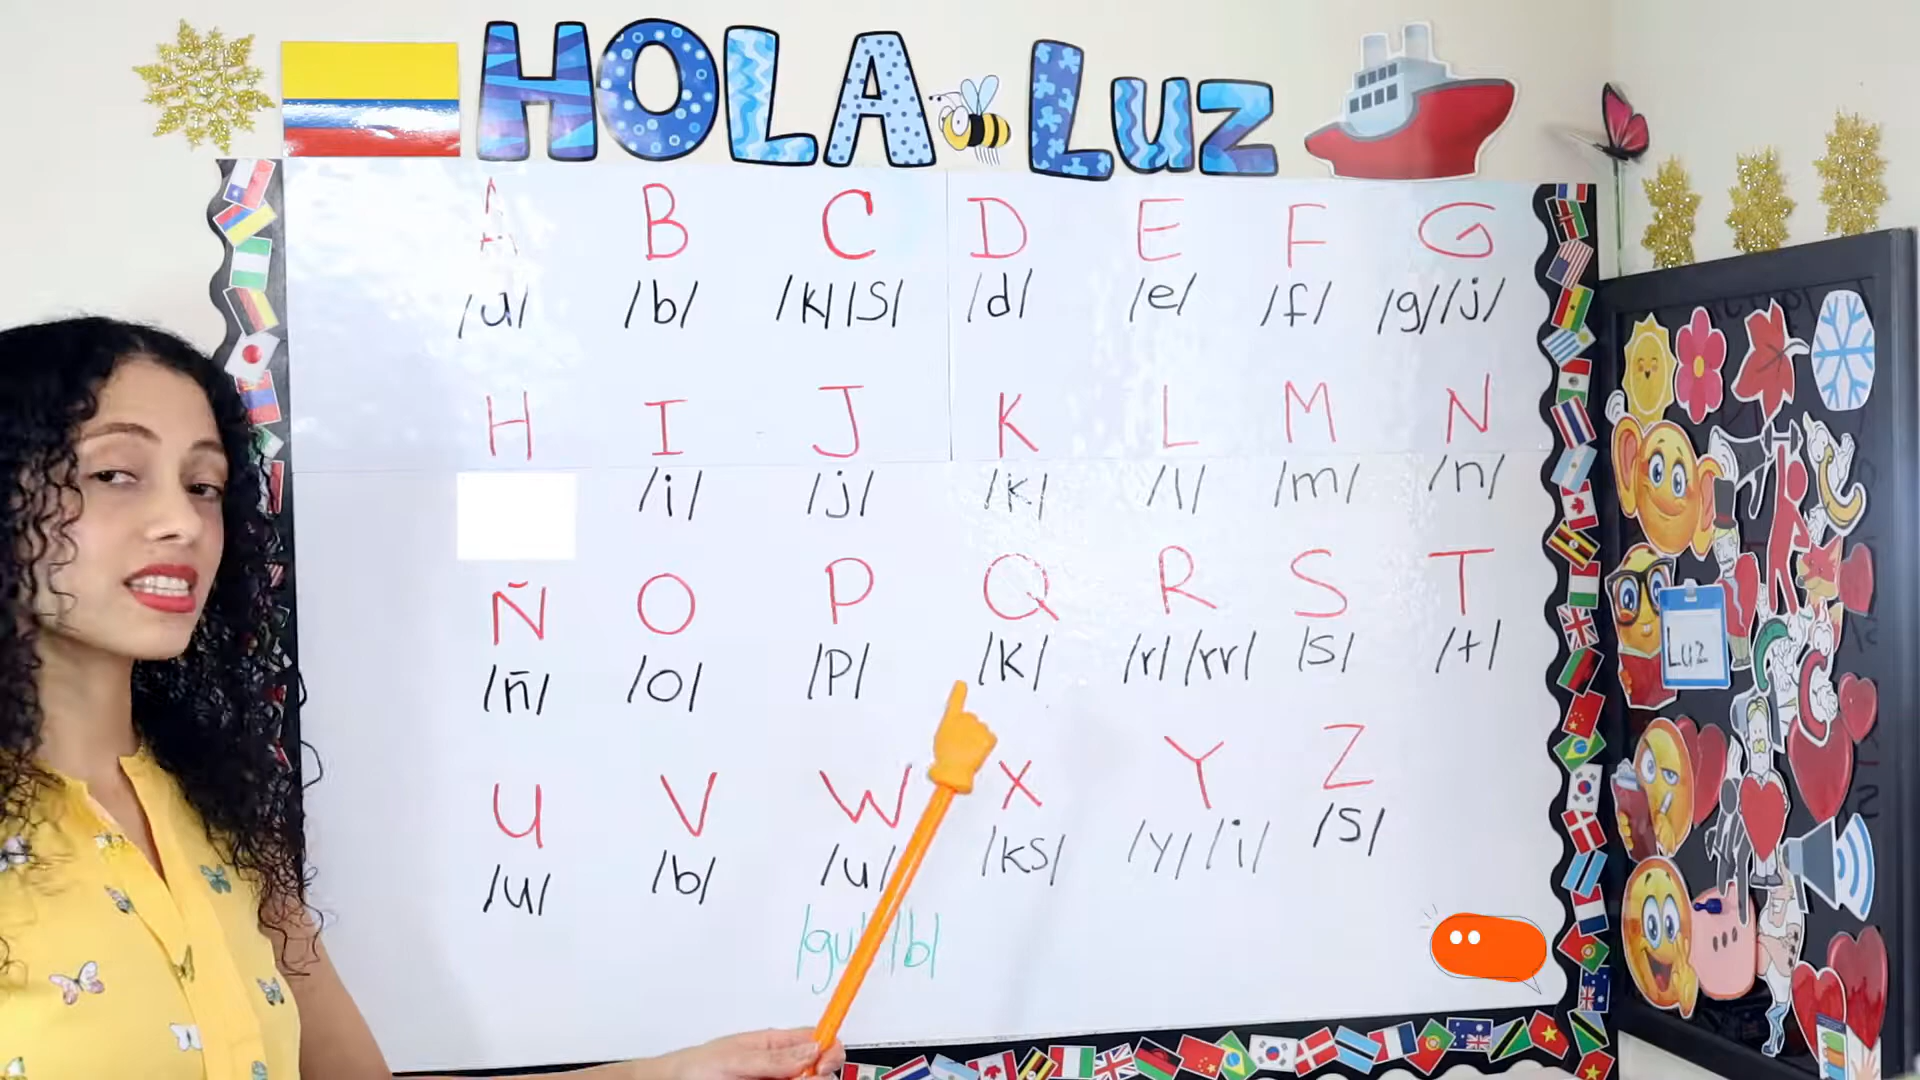 HOLA Luz
A B C D E F G
/a/ /b/ /k/ /s/ /d/ /e/ /f/ /g/ /j/
H I J K L M N
/i/ /j/ /k/ /l/ /m/ /n/
Ñ O P Q R S T
/ñ/ /o/ /p/ /k/ /r/ /rr/ /s/ /t/
U V W X Y Z
/u/ /b/ /u/ /ks/ /y/ /i/ /s/
/gu/ /b/
Luz